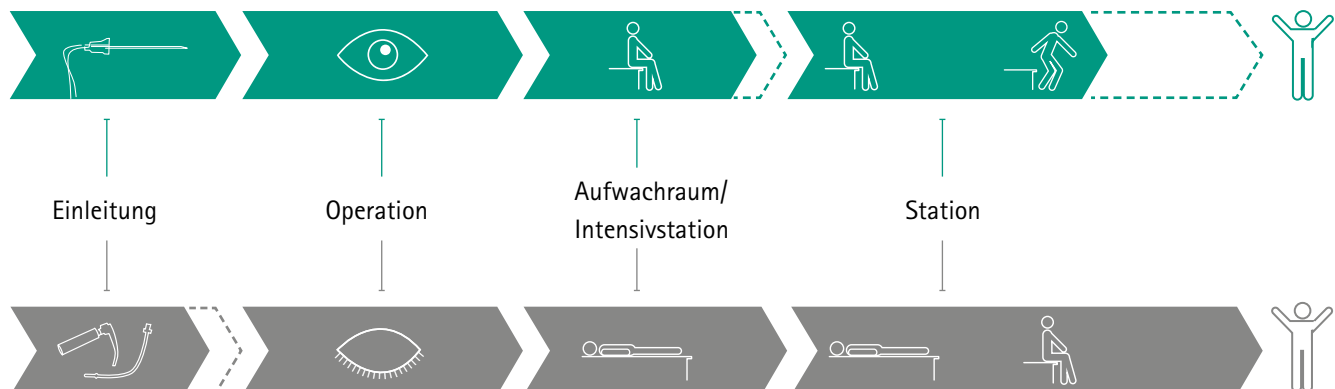 Einleitung
Operation
Aufwachraum/
Intensivstation
Station